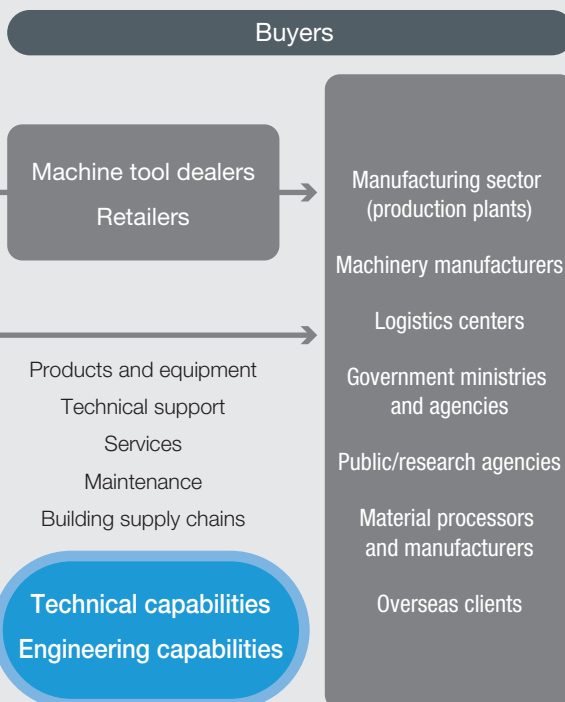 Buyers
Machine tool dealers
Retailers
Products and equipment
Technical support
Services
Maintenance
Building supply chains
Technical capabilities
Engineering capabilities
Manufacturing sector
(production plants)
Machinery manufacturers
Logistics centers
Government ministries
and agencies
Public/research agencies
Material processors
and manufacturers
Overseas clients